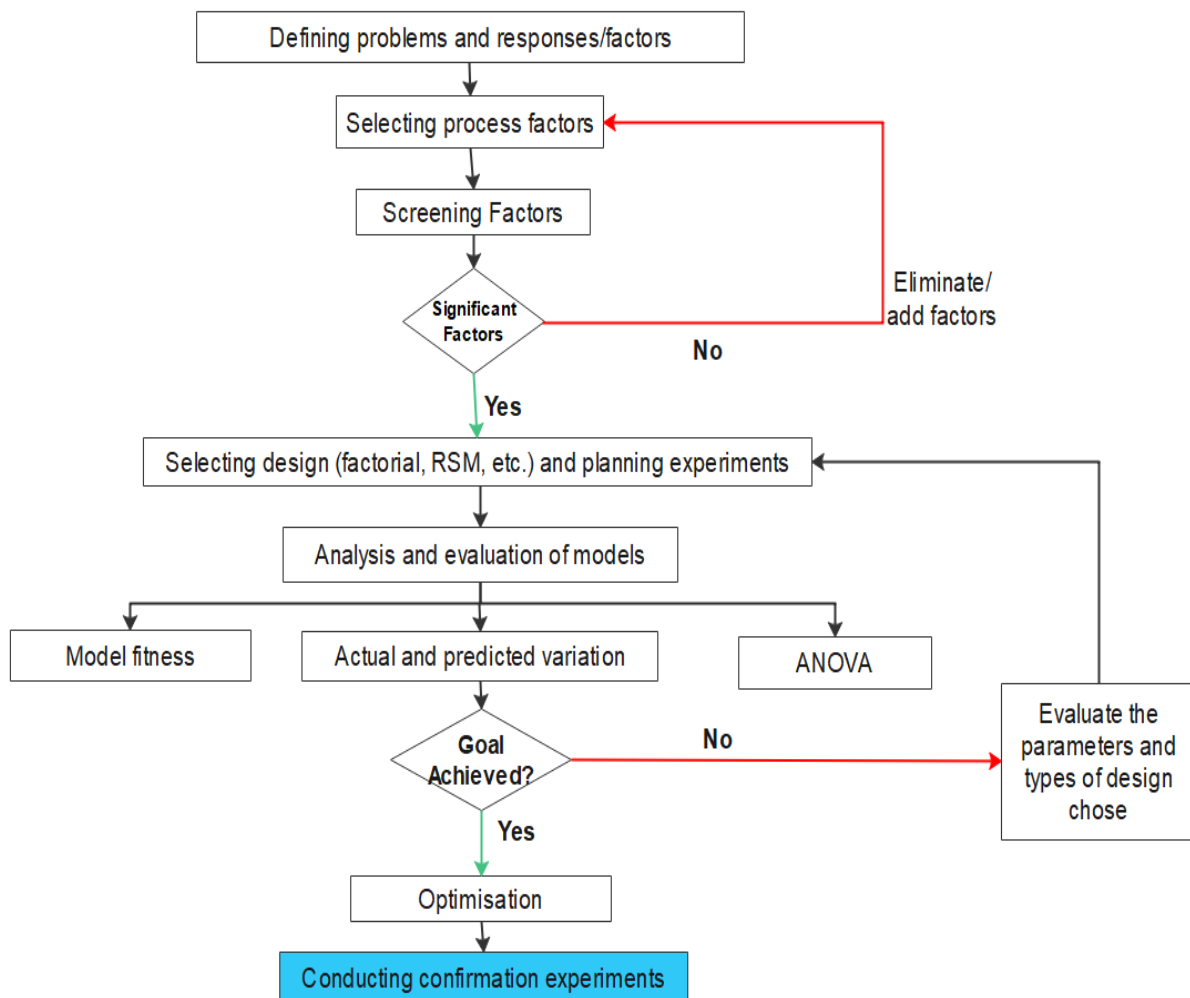 Defining problems and responses/factors
Selecting process factors
Screening Factors
Eliminate/
add factors
Significant
Factors
No
Yes
Selecting design (factorial, RSM, etc.) and planning experiments
Analysis and evaluation of models
Model fitness
Actual and predicted variation
ANOVA
Goal
Achieved?
No
Evaluate the
parameters and
types of design
chose
Yes
Optimisation
Conducting confirmation experiments